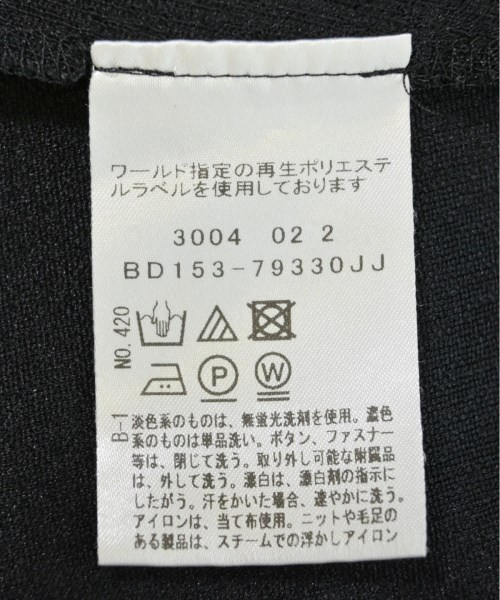 ワールド指定の再生ポリエステ
ルラベルを使用しております
3004 02 2
BD153-79330JJ
NO. 420
P
W
B-1
淡色系のものは、無蛍光洗剤を使用。濃色
系のものは単品洗い。ボタン、ファスナー
等は、閉じて洗う。取り外し可能な附属品
は、外して洗う。漂白は、漂白剤の指示に
したがう。汗をかいた場合、速やかに洗う。
アイロンは、当て布使用。ニットや毛足の
ある製品は、スチームでの浮かしアイロン